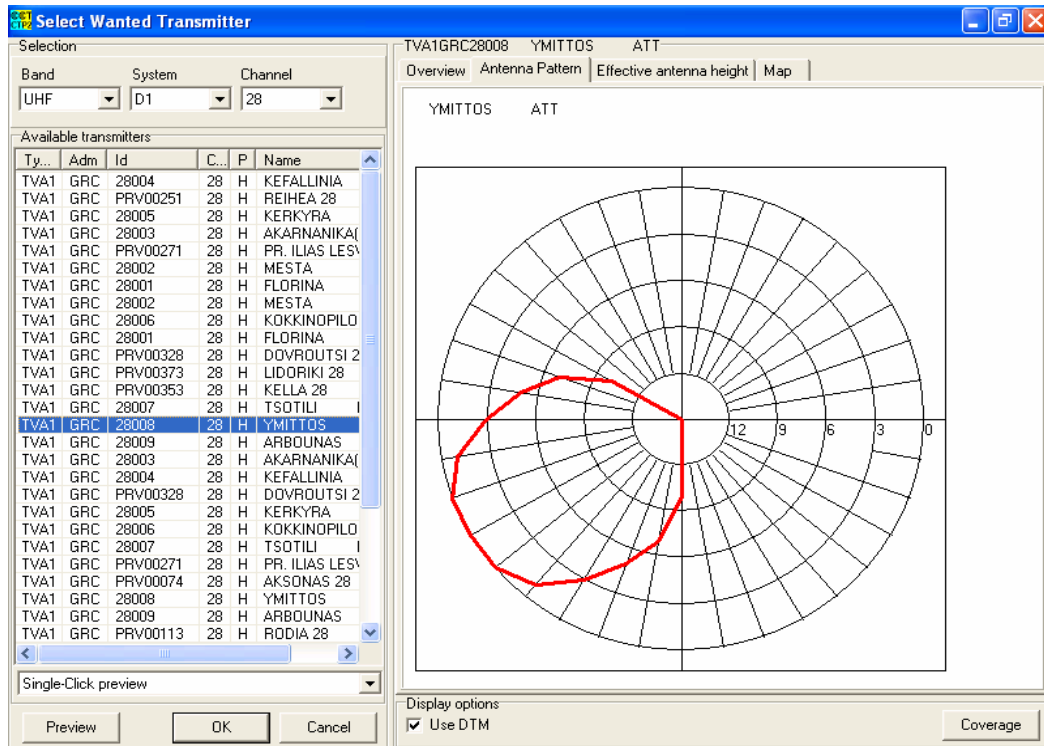 Select Wanted Transmitter
Selection
Band System Channel
UHF D1 28
Available transmitters
Ty... Adm Id C... P Name
TVA1 GRC 28004 28 H KEFALLINIA
TVA1 GRC PRV00251 28 H REIHEA 28
TVA1 GRC 28005 28 H KERKYRA
TVA1 GRC 28003 28 H AKARNANIKA(
TVA1 GRC PRV00271 28 H PR. ILIAS LESV
TVA1 GRC 28002 28 H MESTA
TVA1 GRC 28001 28 H FLORINA
TVA1 GRC 28002 28 H MESTA
TVA1 GRC 28006 28 H KOKKINOPILO
TVA1 GRC 28001 28 H FLORINA
TVA1 GRC PRV00328 28 H DOVROUTSI 2
TVA1 GRC PRV00373 28 H LIDORIKI 28
TVA1 GRC PRV00353 28 H KELLA 28
TVA1 GRC 28007 28 H TSOTILI
TVA1 GRC 28008 28 H YMITTOS
TVA1 GRC 28009 28 H ARBOUNAS
TVA1 GRC 28003 28 H AKARNANIKA(
TVA1 GRC 28004 28 H KEFALLINIA
TVA1 GRC PRV00328 28 H DOVROUTSI 2
TVA1 GRC 28005 28 H KERKYRA
TVA1 GRC 28006 28 H KOKKINOPILO
TVA1 GRC 28007 28 H TSOTILI
TVA1 GRC PRV00271 28 H PR. ILIAS LESV
TVA1 GRC PRV00074 28 H AKSONAS 28
TVA1 GRC 28008 28 H YMITTOS
TVA1 GRC 28009 28 H ARBOUNAS
TVA1 GRC PRV00113 28 H RODIA 28
Single-Click preview
Preview OK Cancel
TVA1GRC28008 YMITTOS ATT
Overview Antenna Pattern Effective antenna height Map
YMITTOS ATT
12 9 6 3 0
Display options
Use DTM
Coverage